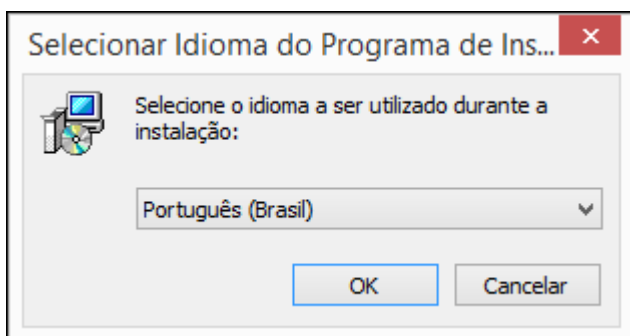 Selecionar Idioma do Programa de Ins...
Selecione o idioma a ser utilizado durante a
instalação:
Português (Brasil)
OK
Cancelar